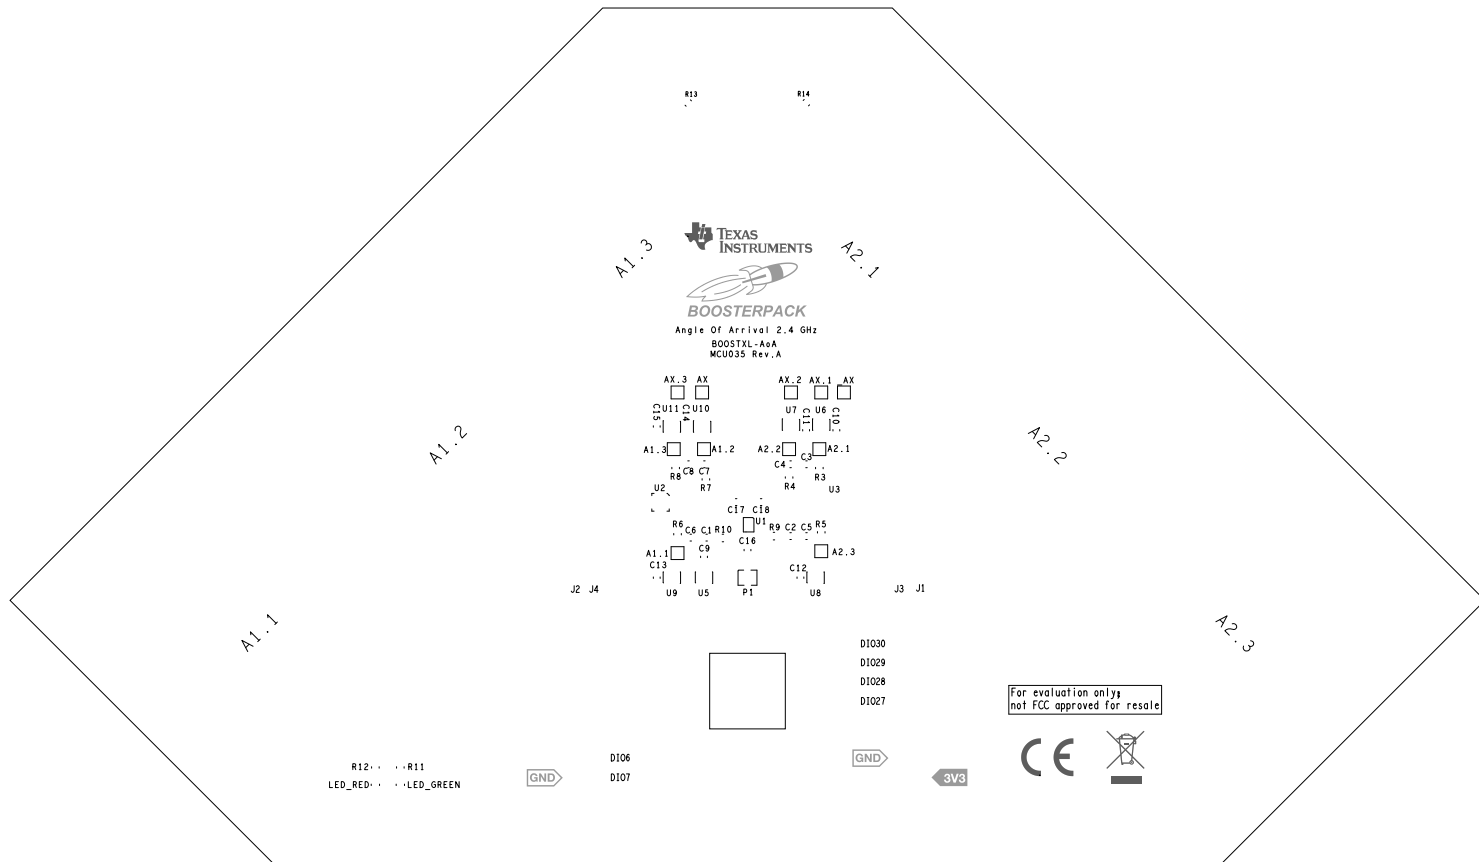 R13 R14
TEXAS
INSTRUMENTS
A1.3 A2.1
BOOSTERPACK
Angle Of Arrival 2.4 GHz
BOOSTXL-AoA
MCU035 Rev.A
AX.3 AX AX.2 AX.1 AX
C15 U11 C14 U10 U7 C11 U6 C10
A1.2 A2.2
A1.3 A1.2 A2.2 A2.1
R8 C8 C7 C4 C3 R3
U2 R7 R4 U3
C17 C18
U1
R6 C6 C1 R10 R9 C2 C5 R5
A1.1 C9 C16 A2.3
C13 C12
J2 J4 U9 U5 P1 U8 J3 J1
A1.1 A2.3
DIO30
DIO29
DIO28
DIO27
For evaluation only;
not FCC approved for resale
CE
DIO6
GND
R12 R11
GND DIO7 3V3
LED_RED LED_GREEN